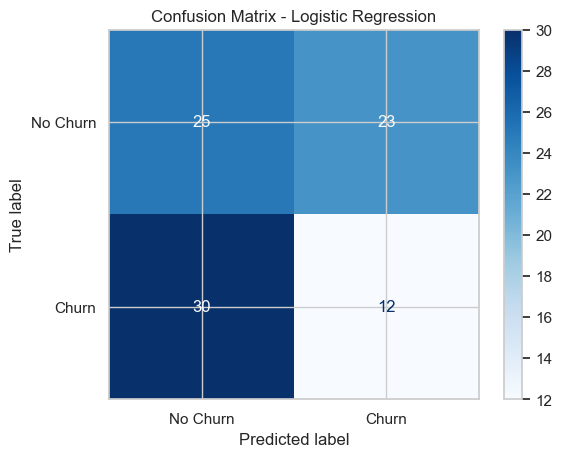 Confusion Matrix - Logistic Regression
30
28
26
24
22
20
18
16
14
12
True label
No Churn
25
23
Churn
30
12
No Churn
Churn
Predicted label